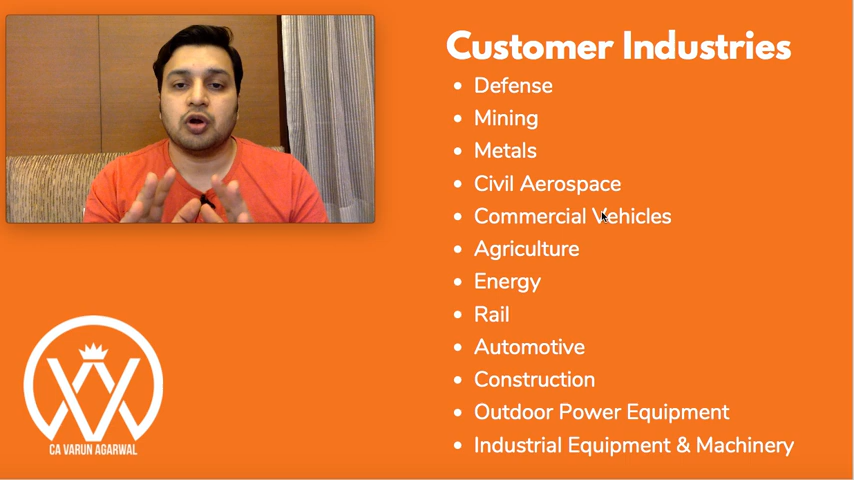 Customer Industries
Defense
Mining
Metals
Civil Aerospace
Commercial Vehicles
Agriculture
Energy
Rail
Automotive
Construction
Outdoor Power Equipment
Industrial Equipment & Machinery
CA VARUN AGARWAL